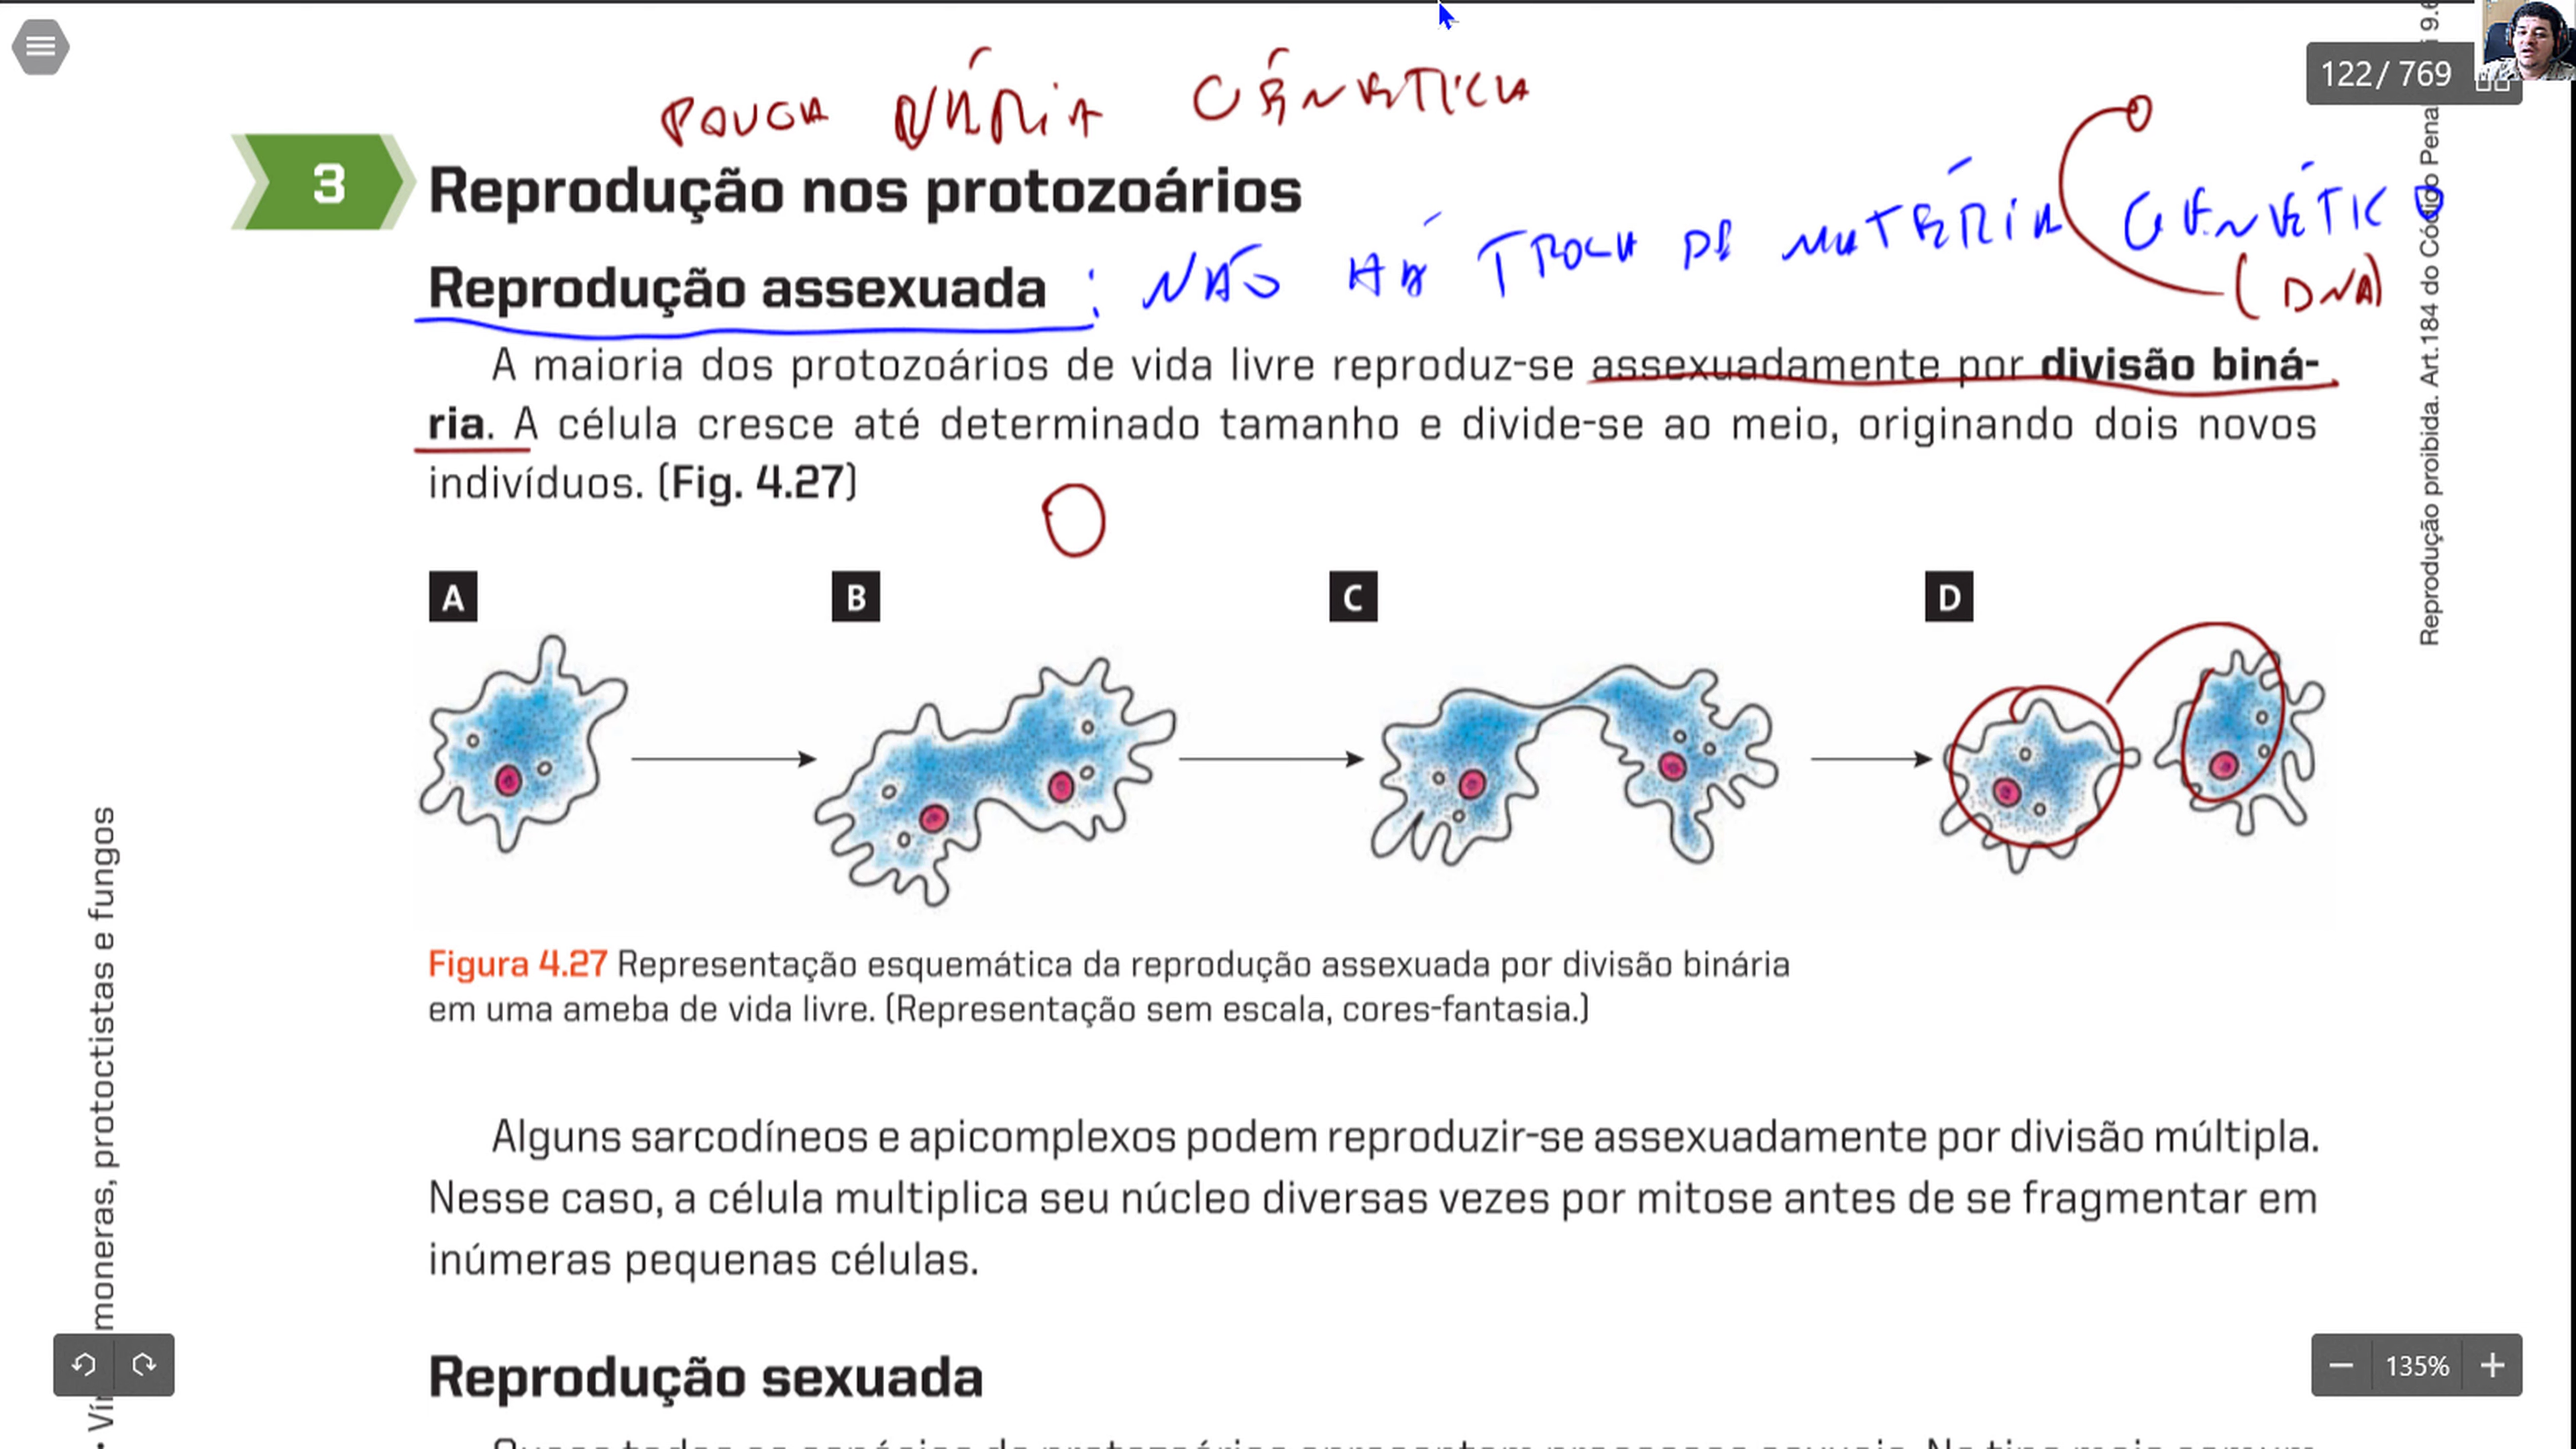 122 / 769
POUCA VÁRIA GÉNETICA
3
Reprodução nos protozoários
Reprodução assexuada : NÃO HÁ TROCA DE MATÉRIA GENÉTICO
(DNA)
A maioria dos protozoários de vida livre reproduz-se assexuadamente por divisão biná-
ria. A célula cresce até determinado tamanho e divide-se ao meio, originando dois novos
indivíduos. (Fig. 4.27)
A B C D
Figura 4.27 Representação esquemática da reprodução assexuada por divisão binária
em uma ameba de vida livre. (Representação sem escala, cores-fantasia.)
Alguns sarcodíneos e apicomplexos podem reproduzir-se assexuadamente por divisão múltipla.
Nesse caso, a célula multiplica seu núcleo diversas vezes por mitose antes de se fragmentar em
inúmeras pequenas células.
Reprodução sexuada
moneras, protoctistas e fungos
Reprodução proibida. Art.184 do Código Pena
135%